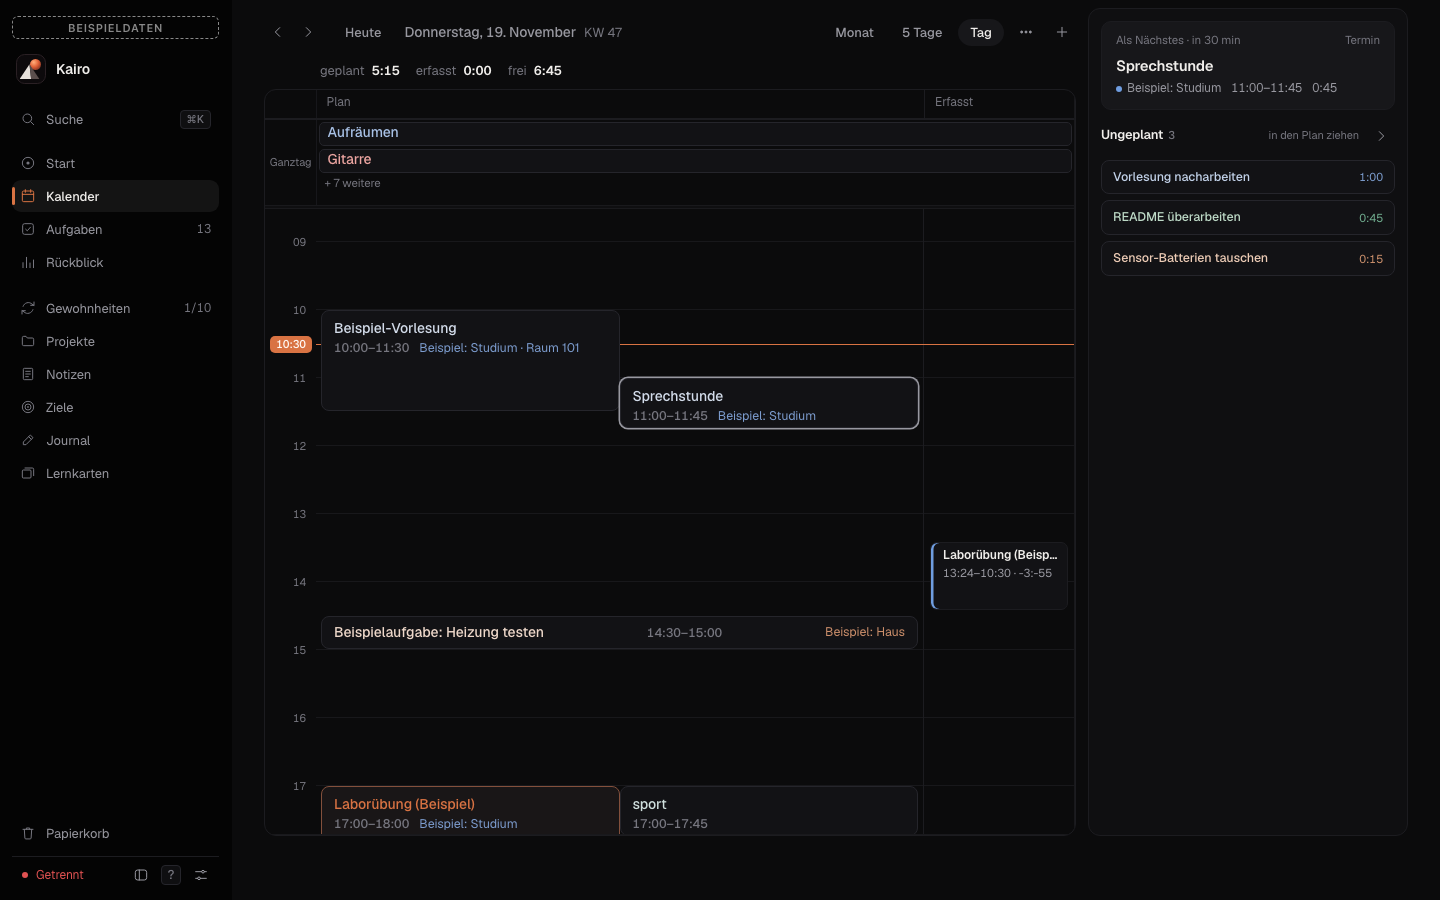 BEISPIELDATEN
Kairo
Suche ⌘K
Start
Kalender
Aufgaben 13
Rückblick
Gewohnheiten 1/10
Projekte
Notizen
Ziele
Journal
Lernkarten
Papierkorb
Getrennt ?
Heute Donnerstag, 19. November KW 47 Monat 5 Tage Tag
geplant 5:15 erfasst 0:00 frei 6:45
Plan Erfasst
Ganztag
Aufräumen
Gitarre
+ 7 weitere
09
10
Beispiel-Vorlesung
10:30
10:00–11:30 Beispiel: Studium · Raum 101
11
Sprechstunde
11:00–11:45 Beispiel: Studium
12
13
Laborübung (Beisp...
13:24–10:30 · -3:-55
14
Beispielaufgabe: Heizung testen 14:30–15:00 Beispiel: Haus
15
16
17
Laborübung (Beispiel)
17:00–18:00 Beispiel: Studium
sport
17:00–17:45
Als Nächstes · in 30 min Termin
Sprechstunde
Beispiel: Studium 11:00–11:45 0:45
Ungeplant 3 in den Plan ziehen
Vorlesung nacharbeiten 1:00
README überarbeiten 0:45
Sensor-Batterien tauschen 0:15